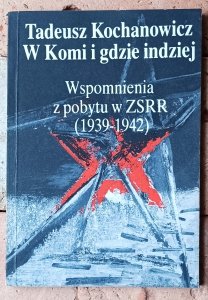 Tadeusz Kochanowicz
W Komi i gdzie indziej
Wspomnienia
z pobytu w ZSRR
(1939-1942)